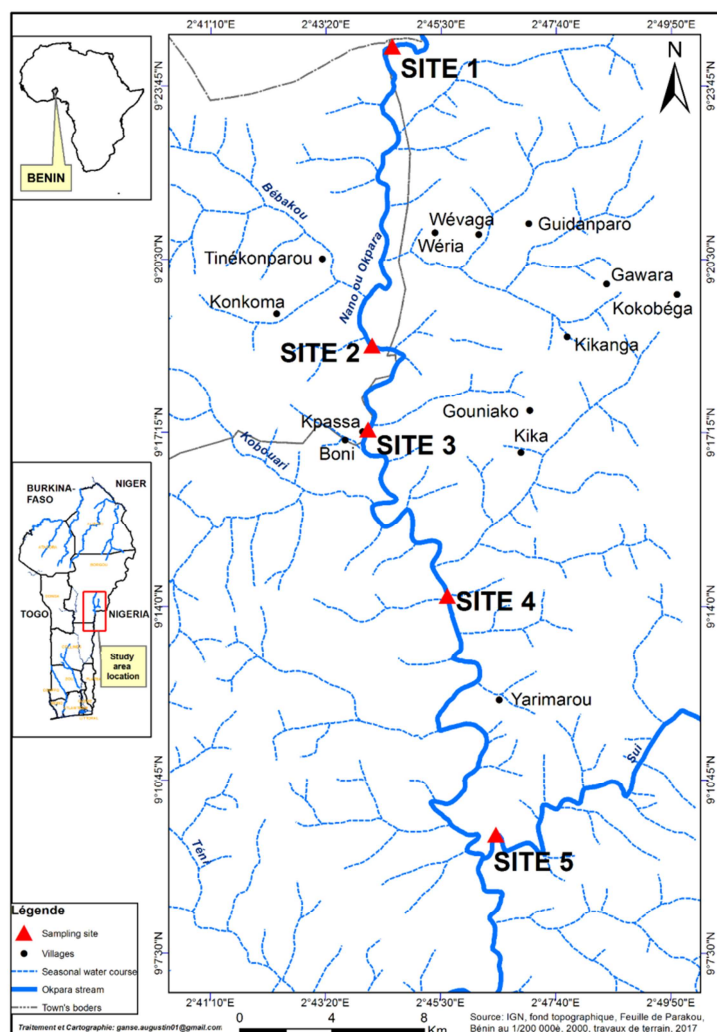 2°41'10"E 2°43'20"E 2°45'30"E 2°47'40"E 2°49'50"E
N
SITE 1
9°23'45"N
9°23'45"N
BENIN
Bébakou
Wévaga
Guidanparo
Wéria
Tinékonparou
9°20'30"N
9°20'30"N
Nano ou Okpara
Gawara
Konkoma
Kokobéga
SITE 2
Kikanga
Gouniako
Kpassa
9°17'15"N
9°17'15"N
Boni
SITE 3
Kika
Kobouari
BURKINA-
FASO
NIGER
SITE 4
9°14'0"N
9°14'0"N
TOGO
NIGERIA
Study
area
location
Yarimarou
Sui
9°10'45"N
9°10'45"N
Téni
SITE 5
Légende
Sampling site
Villages
9°7'30"N
9°7'30"N
Seasonal water course
Okpara stream
Town's boders
2°41'10"E 2°43'20"E 2°45'30"E 2°47'40"E 2°49'50"E
0 4 8
Km
Traitement et Cartographie: ganse.augustin01@gmail.com
Source: IGN, fond topographique, Feuille de Parakou,
Bénin au 1/200 000è, 2000, travaux de terrain, 2017